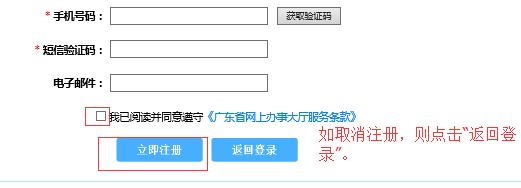 * 手机号码： 获取验证码
* 短信验证码：
电子邮件：
我已阅读并同意遵守《广东省网上办事大厅服务条款》
立即注册 返回登录
如取消注册，则点击“返回登
录”。